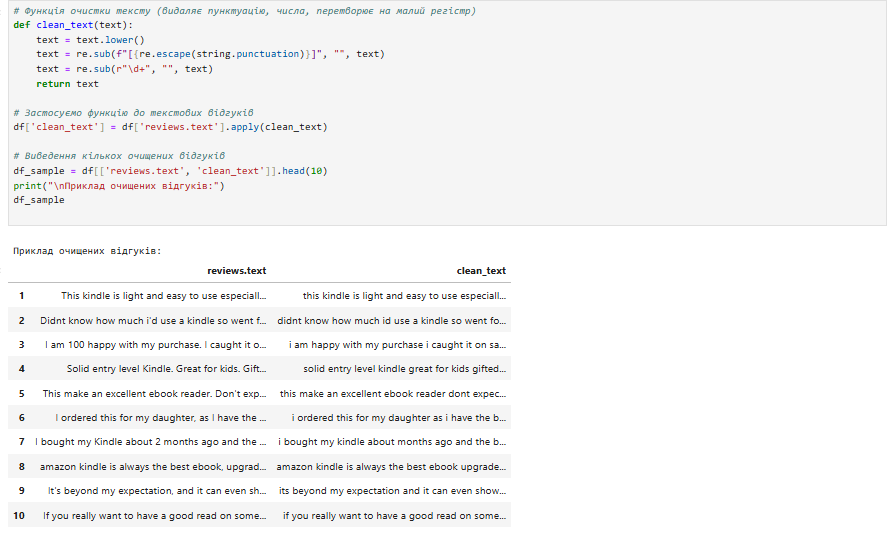 # Функція очистки тексту (видаляє пунктуацію, числа, перетворює на малий регістр)
def clean_text(text):
    text = text.lower()
    text = re.sub(f"[{re.escape(string.punctuation)}]", "", text)
    text = re.sub(r"\d+", "", text)
    return text

# Застосуємо функцію до текстових відгуків
df['clean_text'] = df['reviews.text'].apply(clean_text)

# Виведення кількох очищених відгуків
df_sample = df[['reviews.text', 'clean_text']].head(10)
print("\nПриклад очищених відгуків:")
df_sample

Приклад очищених відгуків:
reviews.text clean_text
1 This kindle is light and easy to use especiall... this kindle is light and easy to use especiall...
2 Didnt know how much i'd use a kindle so went f... didnt know how much id use a kindle so went fo...
3 I am 100 happy with my purchase. I caught it o... i am happy with my purchase i caught it on sa...
4 Solid entry level Kindle. Great for kids. Gift... solid entry level kindle great for kids gifted...
5 This make an excellent ebook reader. Don't exp... this make an excellent ebook reader dont expec...
6 I ordered this for my daughter, as I have the ... i ordered this for my daughter as i have the b...
7 I bought my Kindle about 2 months ago and the ... i bought my kindle about months ago and the b...
8 amazon kindle is always the best ebook, upgrad... amazon kindle is always the best ebook upgrade...
9 It's beyond my expectation, and it can even sh... its beyond my expectation and it can even show...
10 If you really want to have a good read on some... if you really want to have a good read on some...